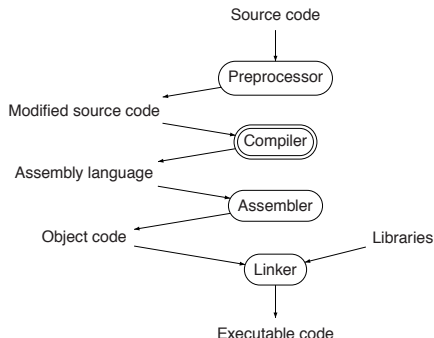 Source code
Preprocessor
Modified source code
Compiler
Assembly language
Assembler
Object code
Libraries
Linker
Executable code